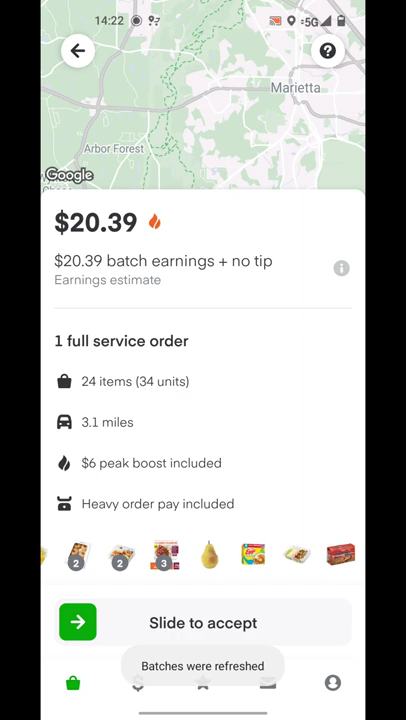 14:22
5G
Marietta
Arbor Forest
Google
$20.39
$20.39 batch earnings + no tip
Earnings estimate
1 full service order
24 items (34 units)
3.1 miles
$6 peak boost included
Heavy order pay included
2
2
3
Slide to accept
Batches were refreshed